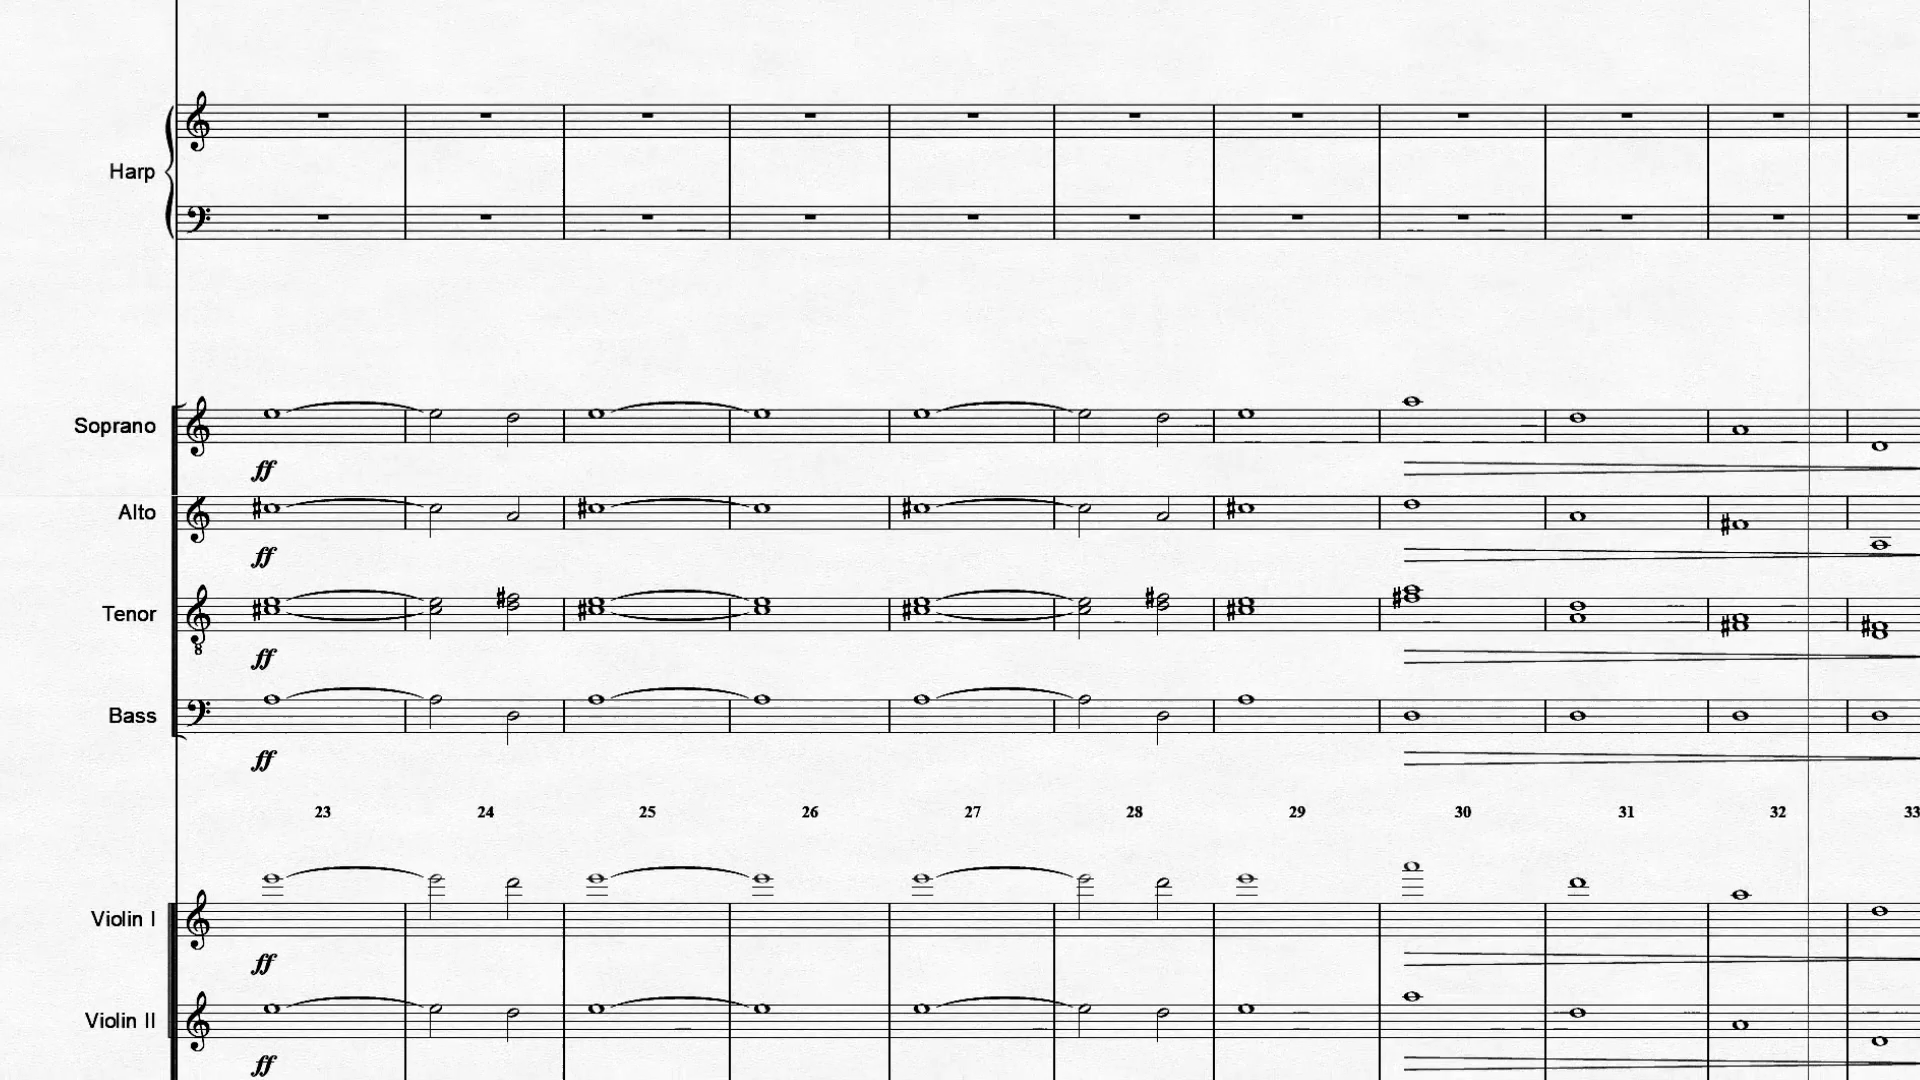 Harp
Soprano
ff
Alto
ff
Tenor
8
ff
Bass
ff
23 24 25 26 27 28 29 30 31 32 33
Violin I
ff
Violin II
ff